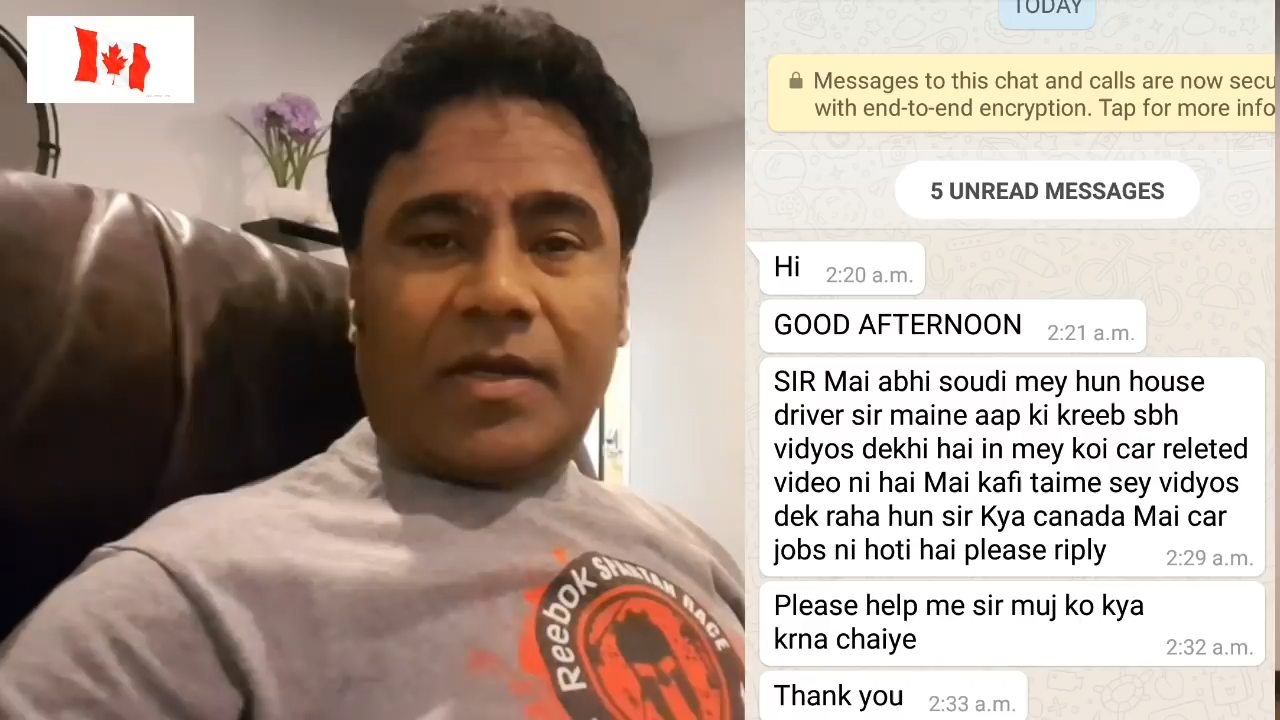 TODAY
Messages to this chat and calls are now secu
with end-to-end encryption. Tap for more info
5 UNREAD MESSAGES
Hi 2:20 a.m.
GOOD AFTERNOON 2:21 a.m.
SIR Mai abhi soudi mey hun house
driver sir maine aap ki kreeb sbh
vidyos dekhi hai in mey koi car releted
video ni hai Mai kafi taime sey vidyos
dek raha hun sir Kya canada Mai car
jobs ni hoti hai please riply 2:29 a.m.
Please help me sir muj ko kya
krna chaiye 2:32 a.m.
Thank you 2:33 a.m.
Reebok SPARTAN RACE